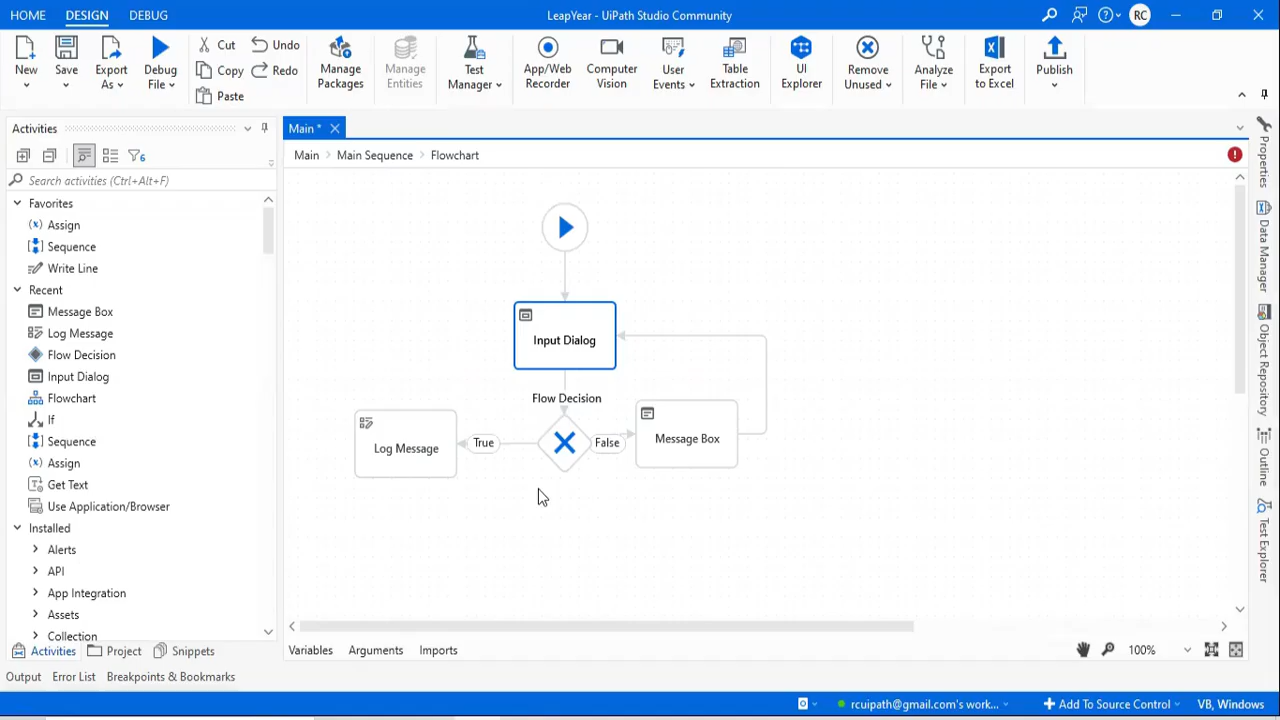 HOME DESIGN DEBUG LeapYear - UiPath Studio Community RC
New Save Export As Debug File Cut Copy Paste Undo Redo Manage Packages Manage Entities Test Manager App/Web Recorder Computer Vision User Events Table Extraction UI Explorer Remove Unused Analyze File Export to Excel Publish
Activities
Main *
Main > Main Sequence > Flowchart
6
Search activities (Ctrl+Alt+F)
Favorites
(x) Assign
Sequence
Write Line
Recent
Message Box
Log Message
Flow Decision
Input Dialog
Flowchart
If
Sequence
(x) Assign
Get Text
Use Application/Browser
Installed
Alerts
API
App Integration
Assets
Collection
Input Dialog
Flow Decision
Log Message
True
False
Message Box
Properties
Data Manager
Object Repository
Outline
Test Explorer
Activities Project Snippets
Variables Arguments Imports 100%
Output Error List Breakpoints & Bookmarks
rcuipath@gmail.com's work... Add To Source Control VB, Windows